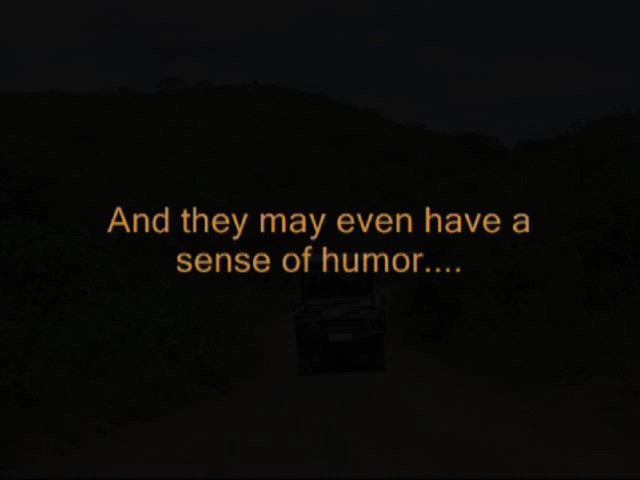 And they may even have a
sense of humor....